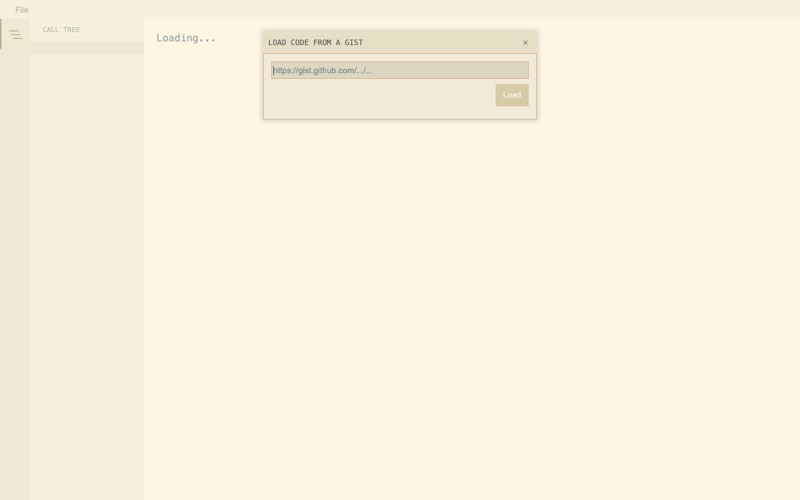 File
CALL TREE
Loading...
LOAD CODE FROM A GIST ×
https://gist.github.com/.../...
Load